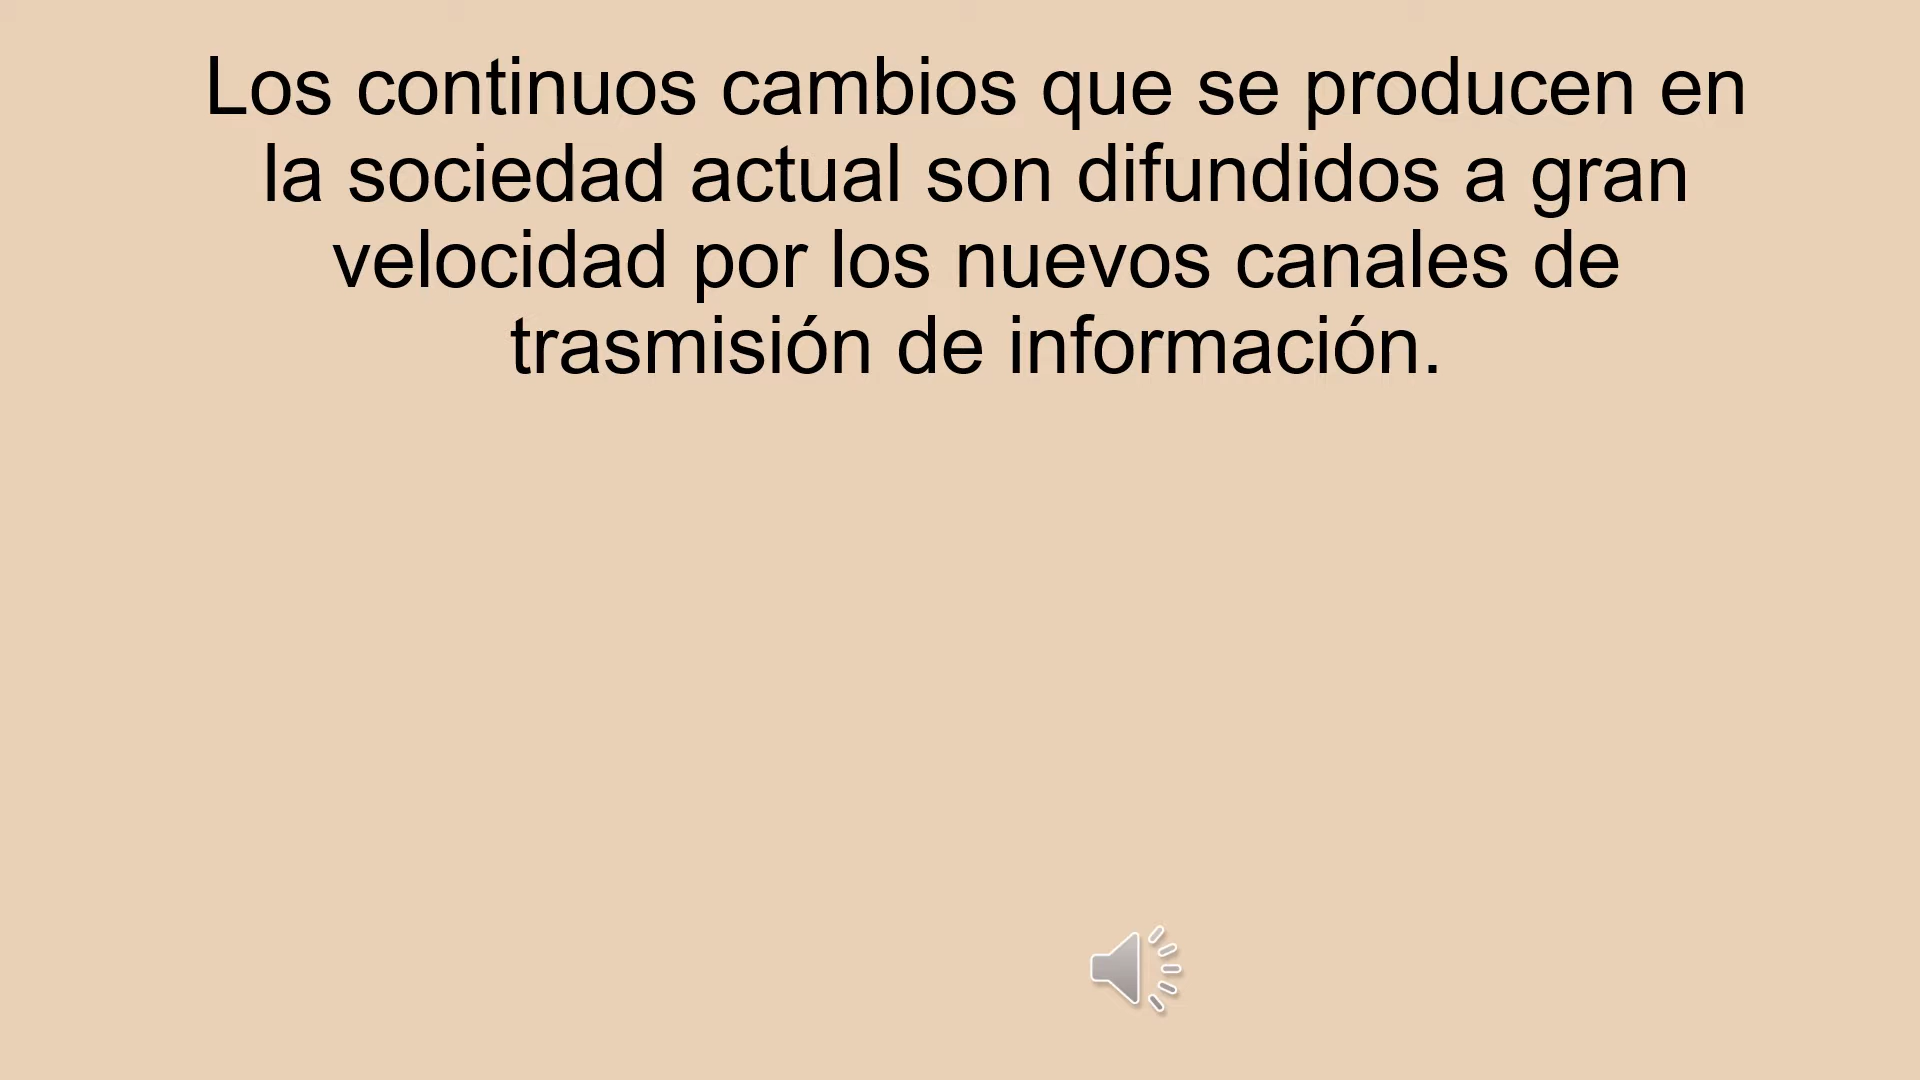 Los continuos cambios que se producen en
la sociedad actual son difundidos a gran
velocidad por los nuevos canales de
trasmisión de información.